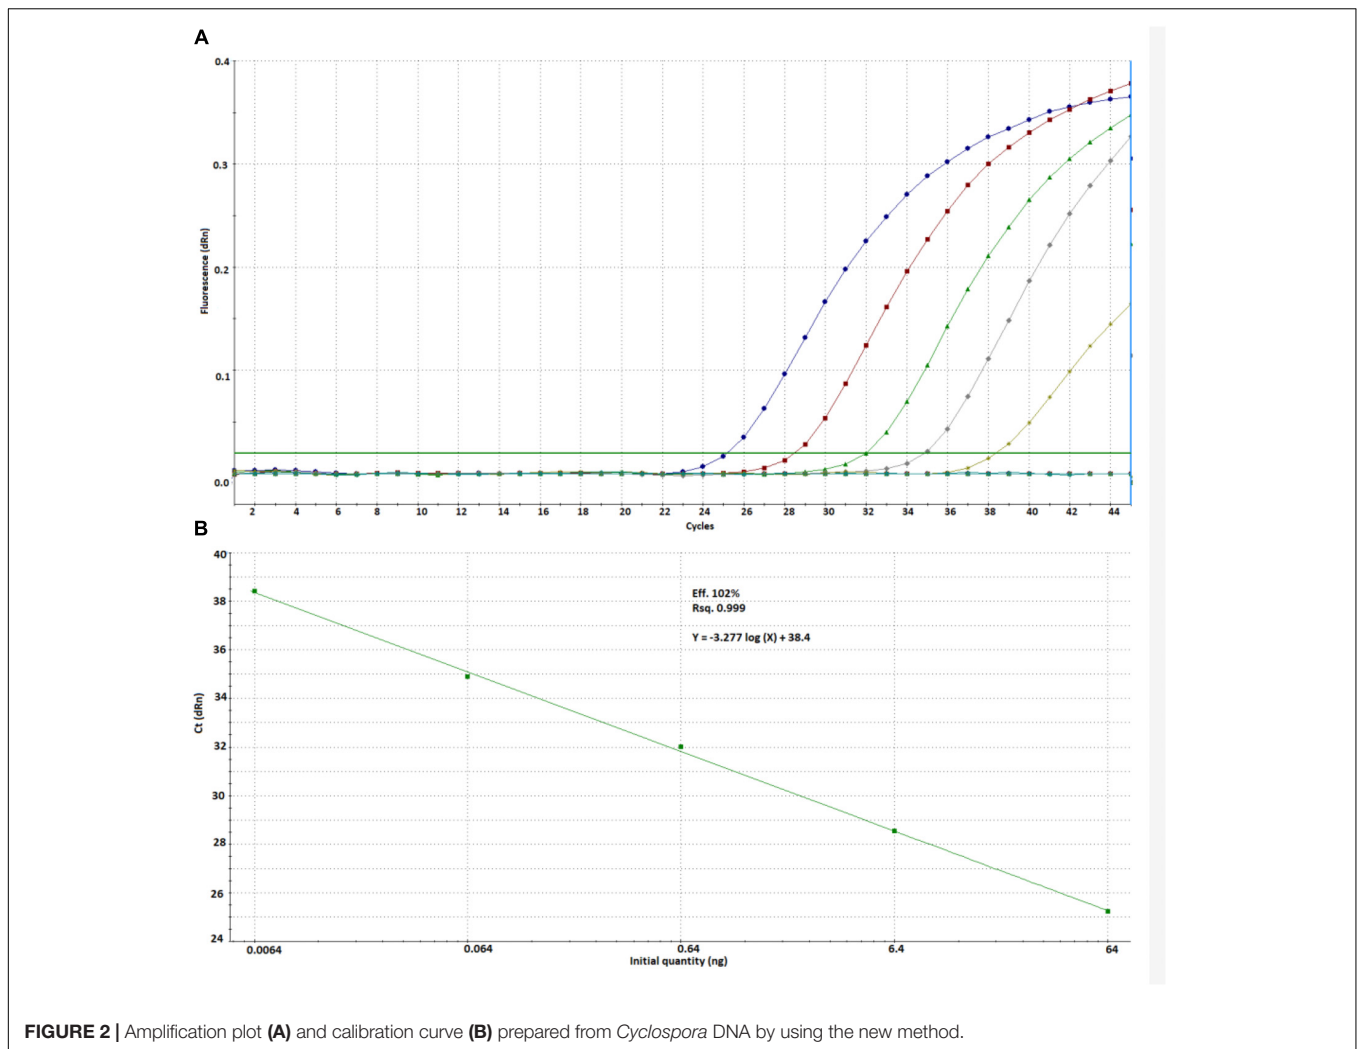 A
0.4
0.3
0.2
0.1
0.0
Fluorescence (dRn)
2 4 6 8 10 12 14 16 18 20 22 24 26 28 30 32 34 36 38 40 42 44
Cycles
B
40
38
36
34
32
30
28
26
24
Ct (dRn)
Eff. 102%
Rsq. 0.999
Y = -3.277 log (X) + 38.4
0.0064 0.064 0.64 6.4 64
Initial quantity (ng)
FIGURE 2 | Amplification plot (A) and calibration curve (B) prepared from Cyclospora DNA by using the new method.